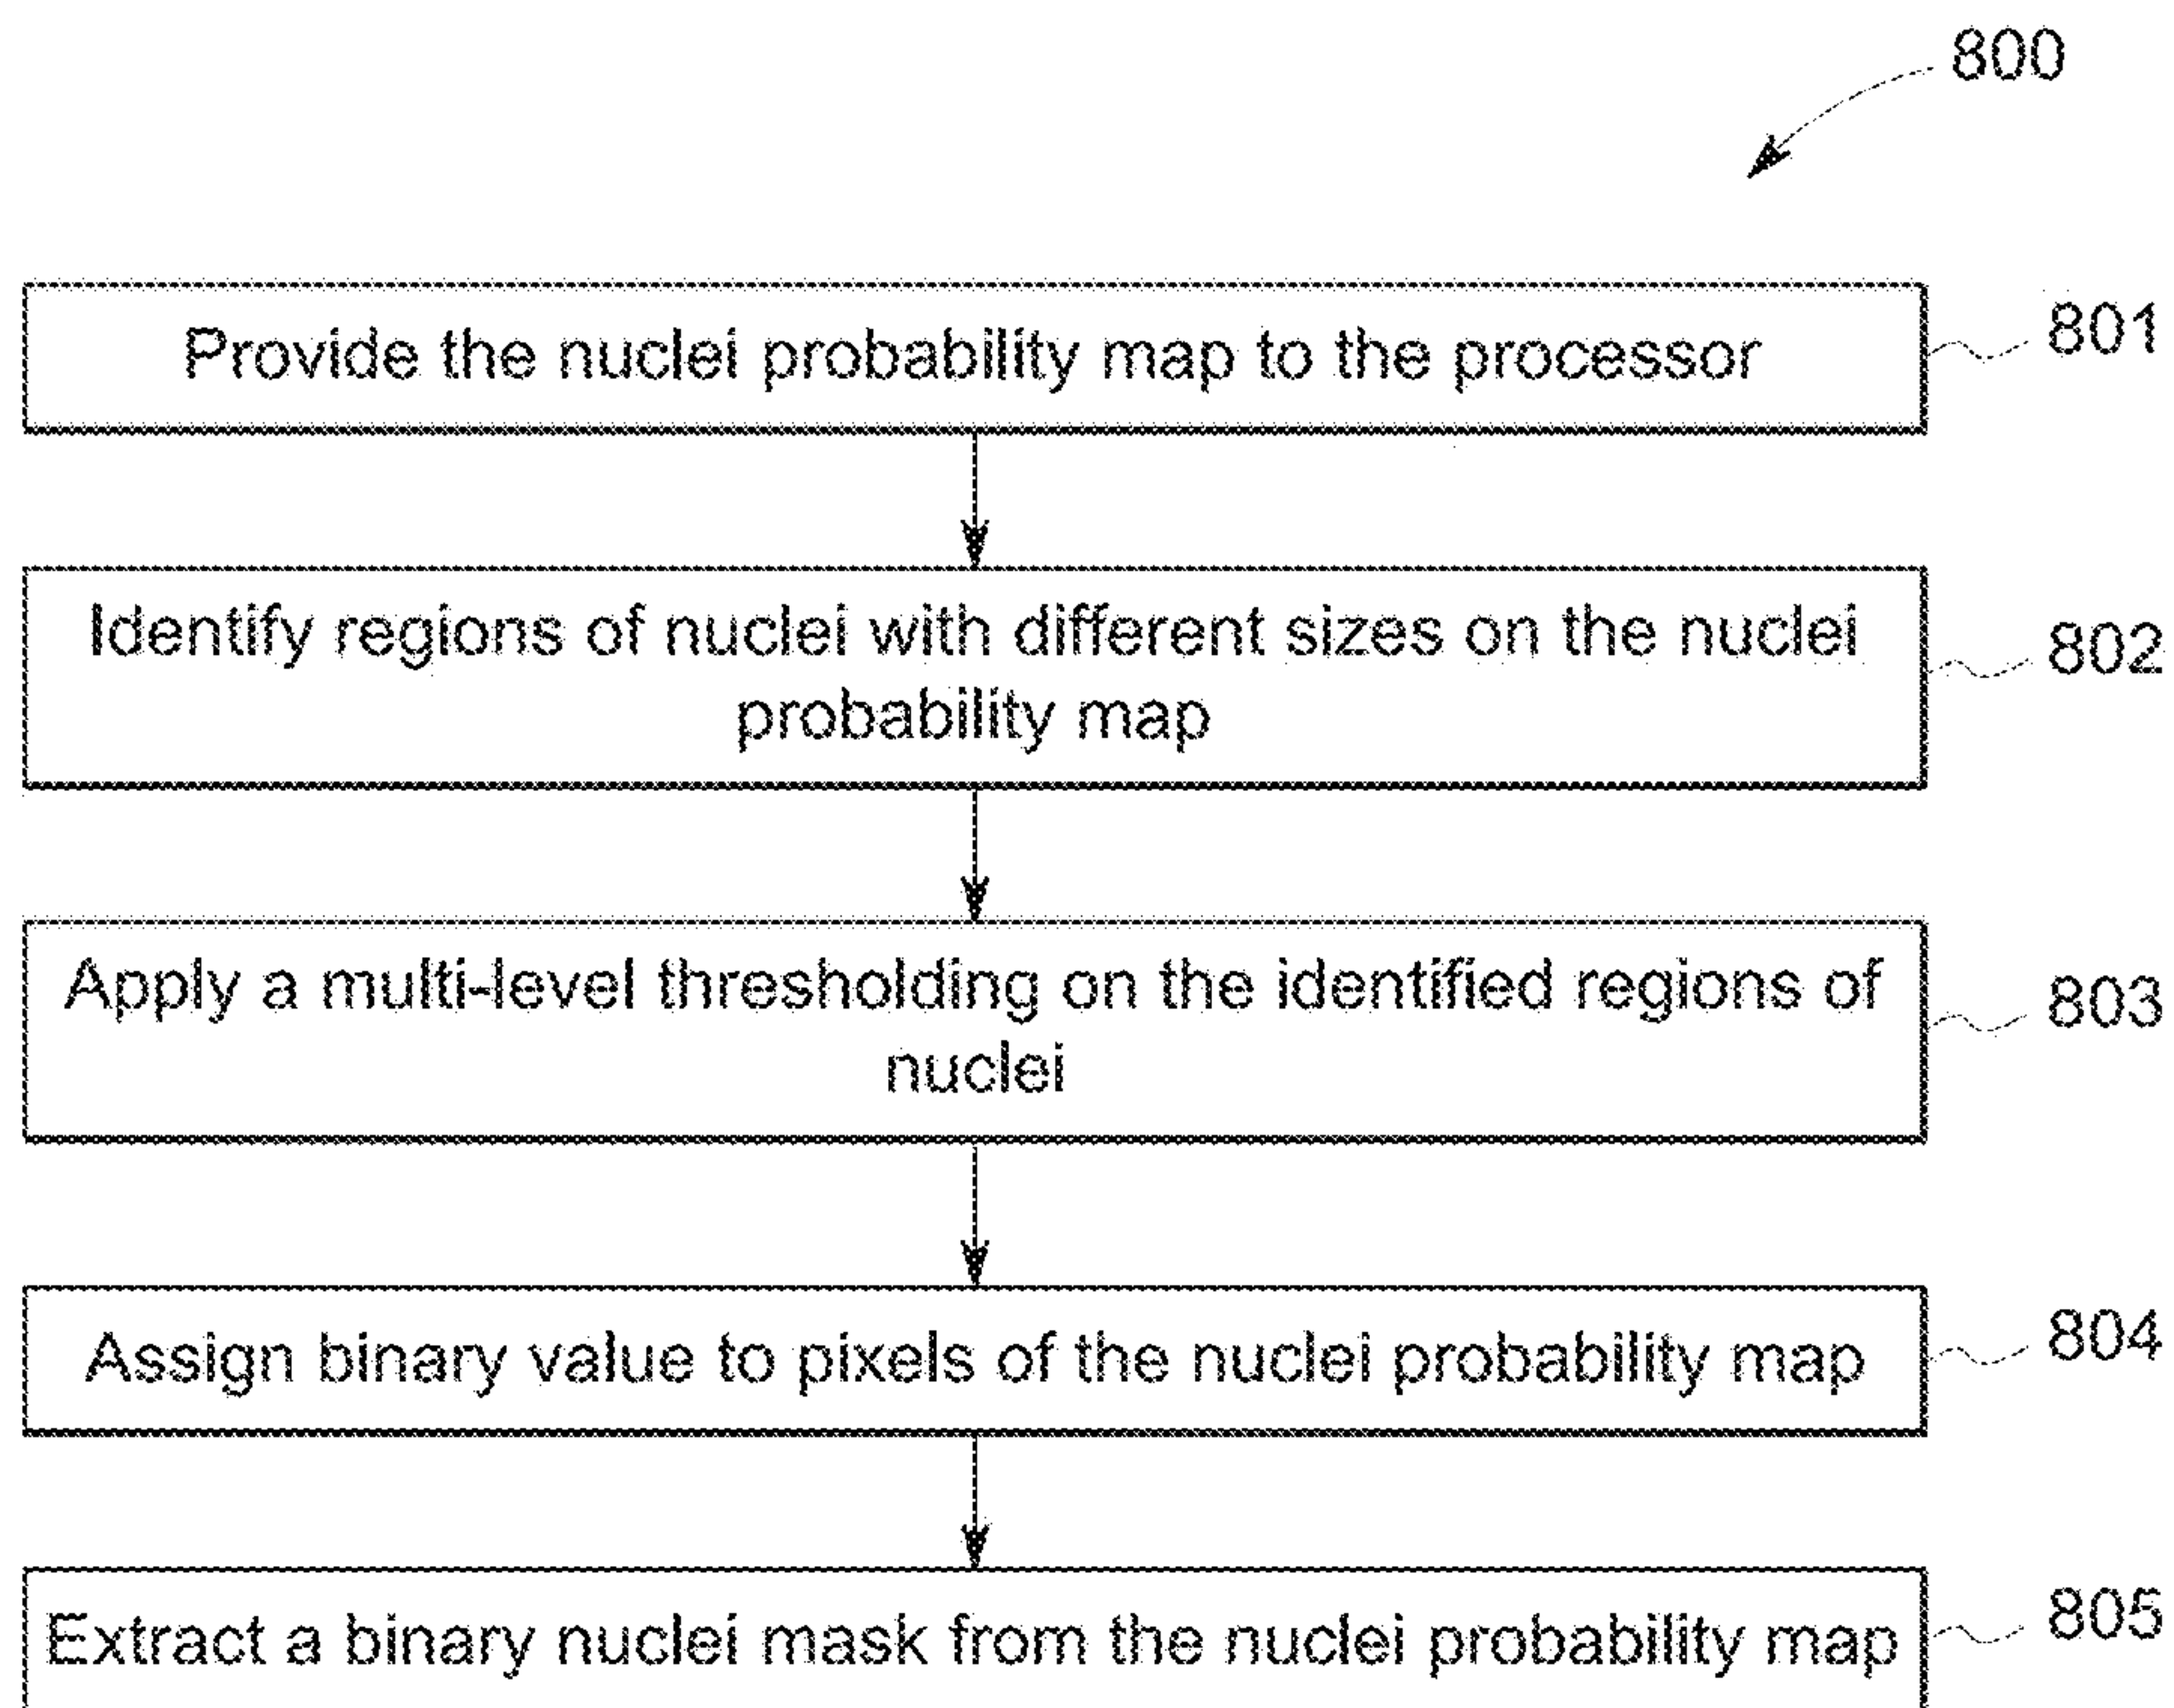 800
Provide the nuclei probability map to the processor
801
Identify regions of nuclei with different sizes on the nuclei
probability map
802
Apply a multi-level thresholding on the identified regions of
nuclei
803
Assign binary value to pixels of the nuclei probability map
804
Extract a binary nuclei mask from the nuclei probability map
805